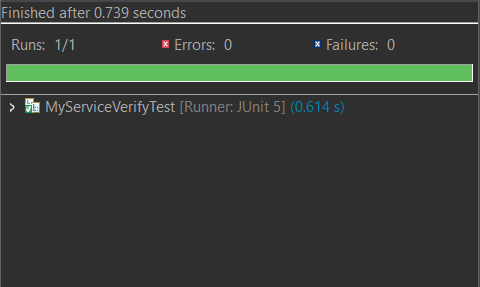 Finished after 0.739 seconds
Runs: 1/1 Errors: 0 Failures: 0
MyServiceVerifyTest [Runner: JUnit 5] (0.614 s)